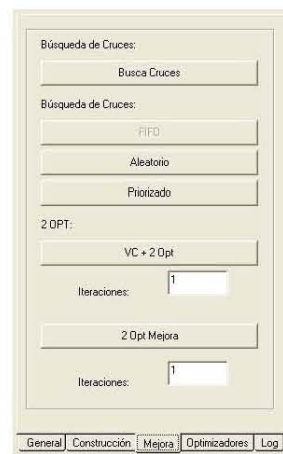 Búsqueda de Cruces:
Busca Cruces
Búsqueda de Cruces:
FIFO
Aleatorio
Priorizado
2 OPT:
VC + 2 Opt
Iteraciones: 1
2 Opt Mejora
Iteraciones: 1
General Construcción Mejora Optimizadores Log